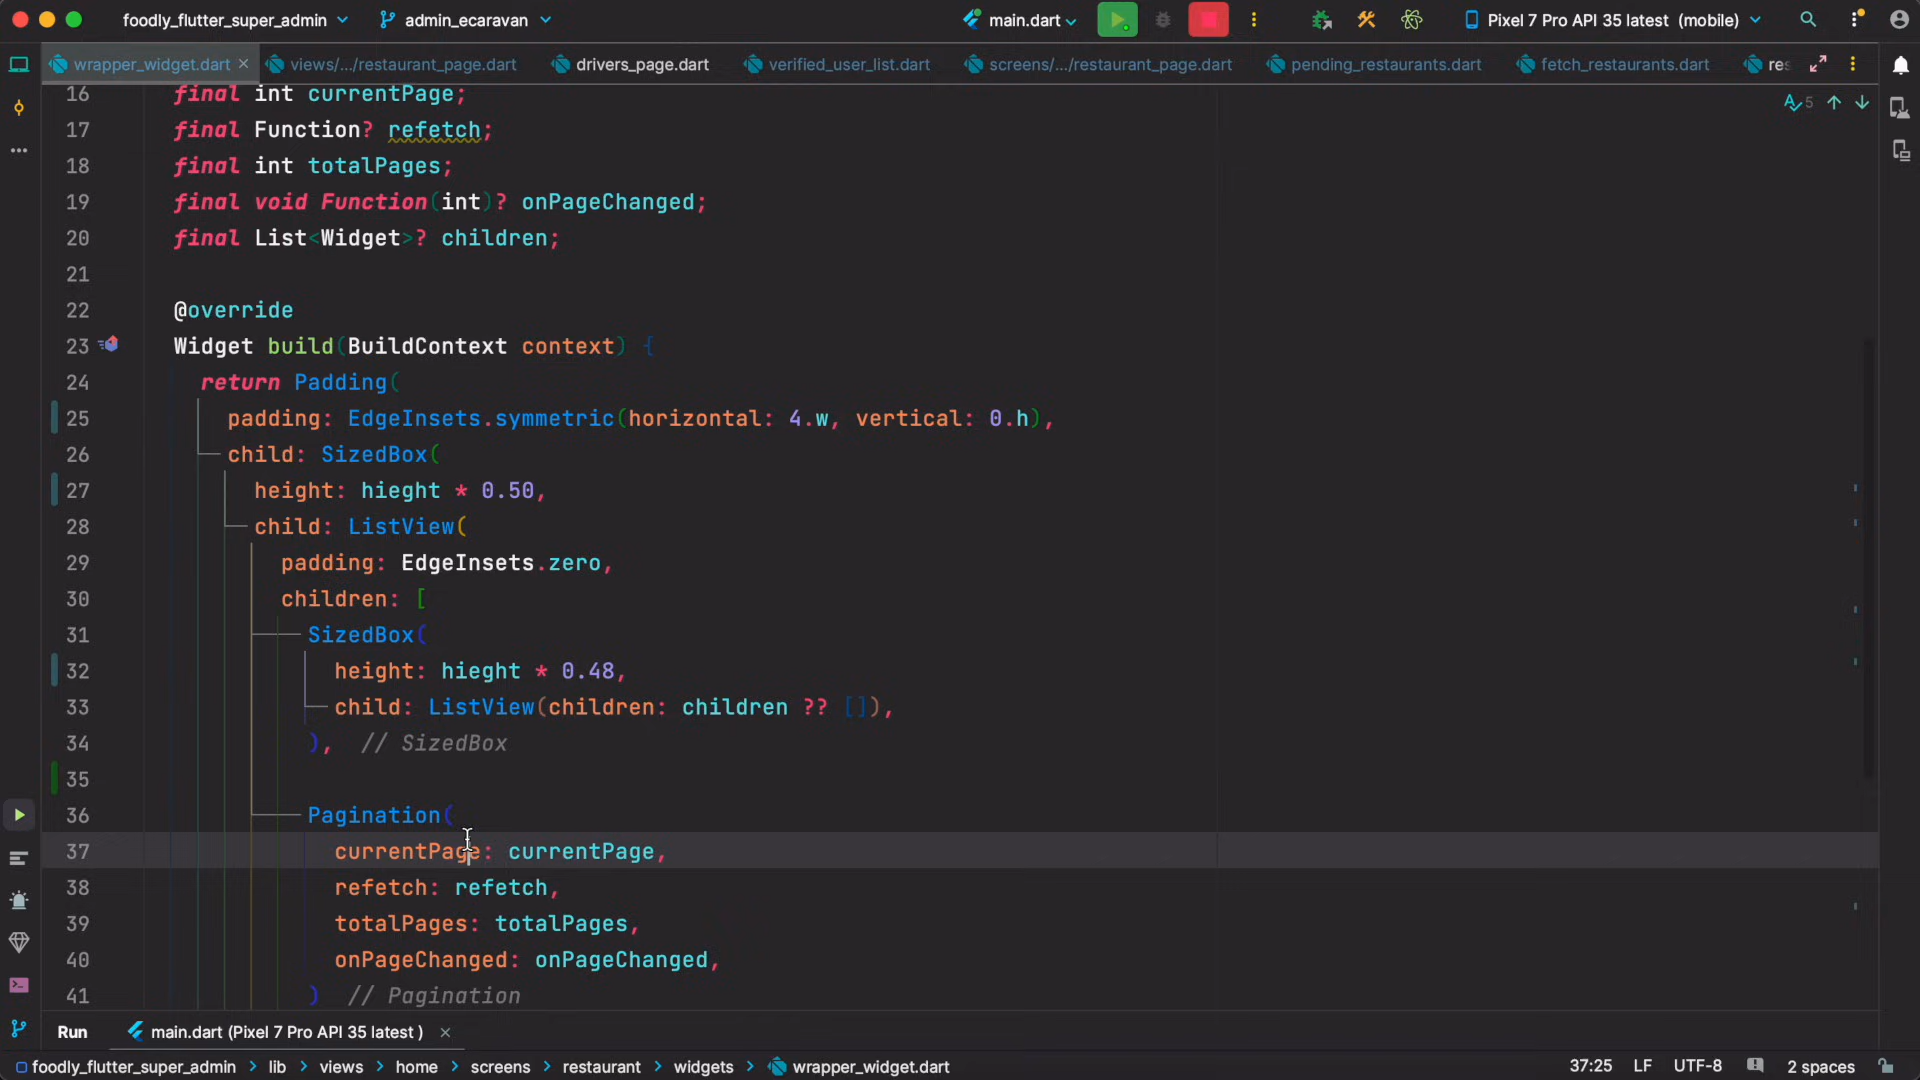 foodly_flutter_super_admin admin_ecaravan main.dart Pixel 7 Pro API 35 latest (mobile)
wrapper_widget.dart views/.../restaurant_page.dart drivers_page.dart verified_user_list.dart screens/.../restaurant_page.dart pending_restaurants.dart fetch_restaurants.dart res
5
16 final int currentPage;
17 final Function? refetch;
18 final int totalPages;
19 final void Function(int)? onPageChanged;
20 final List<Widget>? children;
21
22 @override
23 Widget build(BuildContext context) {
24 return Padding(
25 padding: EdgeInsets.symmetric(horizontal: 4.w, vertical: 0.h),
26 child: SizedBox(
27 height: hieght * 0.50,
28 child: ListView(
29 padding: EdgeInsets.zero,
30 children: [
31 SizedBox(
32 height: hieght * 0.48,
33 child: ListView(children: children ?? []),
34 ), // SizedBox
35
36 Pagination(
37 currentPage: currentPage,
38 refetch: refetch,
39 totalPages: totalPages,
40 onPageChanged: onPageChanged,
41 ) // Pagination
Run main.dart (Pixel 7 Pro API 35 latest )
foodly_flutter_super_admin > lib > views > home > screens > restaurant > widgets > wrapper_widget.dart 37:25 LF UTF-8 2 spaces